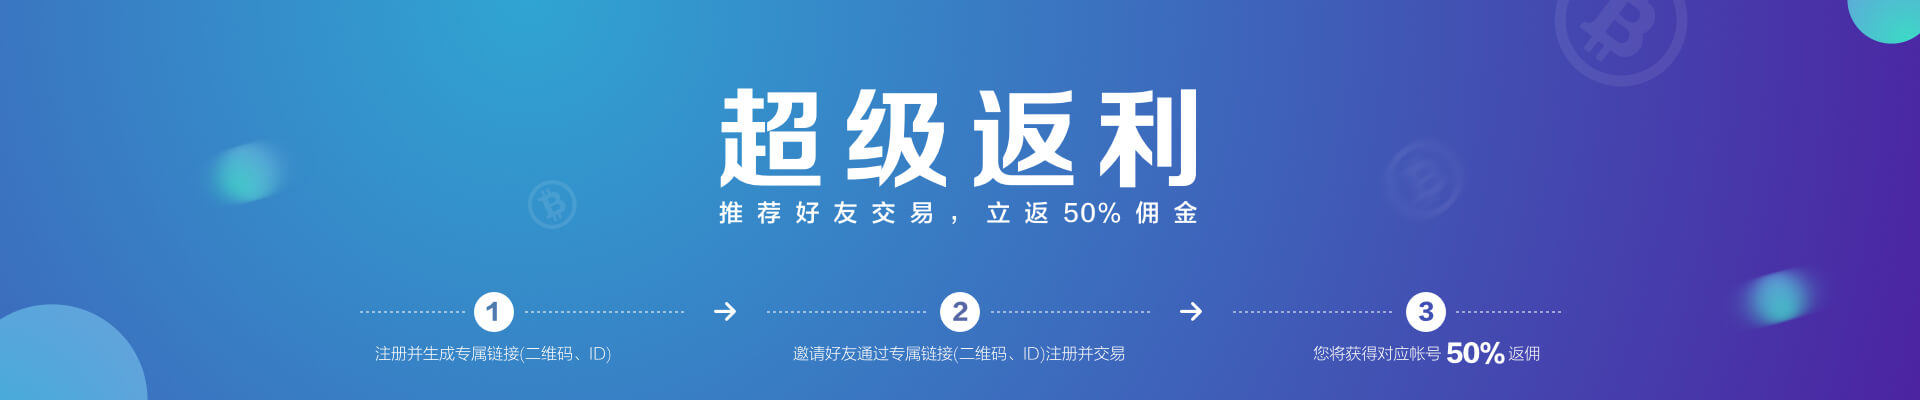 超级返利
推荐好友交易，立返50%佣金
1
2
3
注册并生成专属链接(二维码、ID)
邀请好友通过专属链接(二维码、ID)注册并交易
您将获得对应帐号 50% 返佣